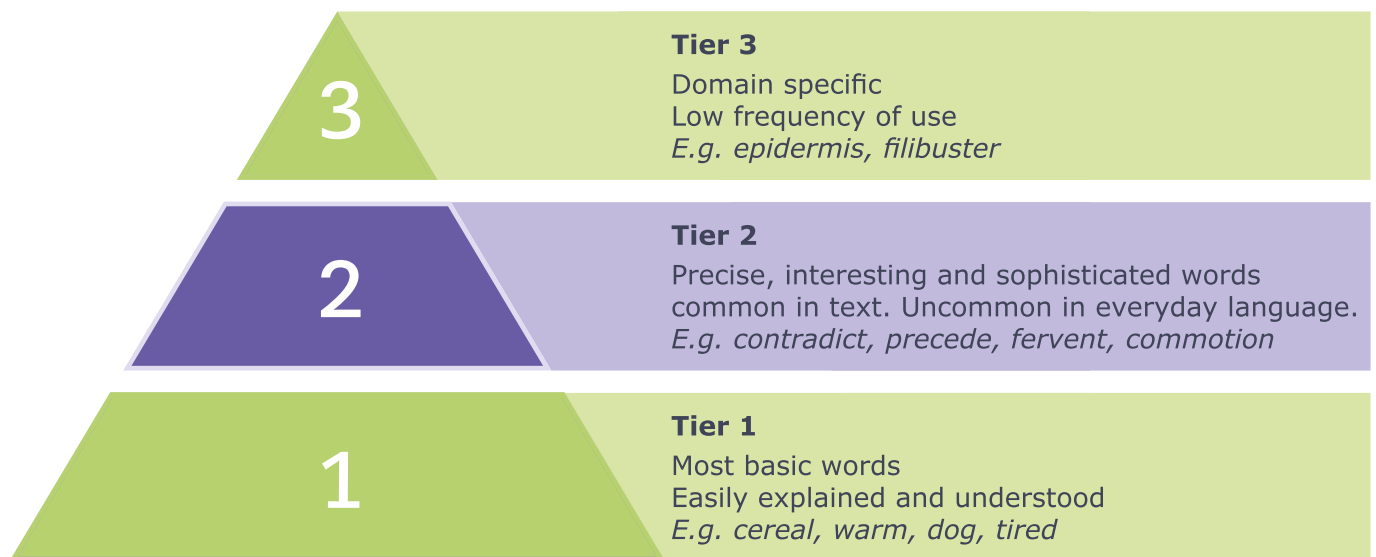 3
Tier 3
Domain specific
Low frequency of use
E.g. epidermis, filibuster
2
Tier 2
Precise, interesting and sophisticated words
common in text. Uncommon in everyday language.
E.g. contradict, precede, fervent, commotion
1
Tier 1
Most basic words
Easily explained and understood
E.g. cereal, warm, dog, tired